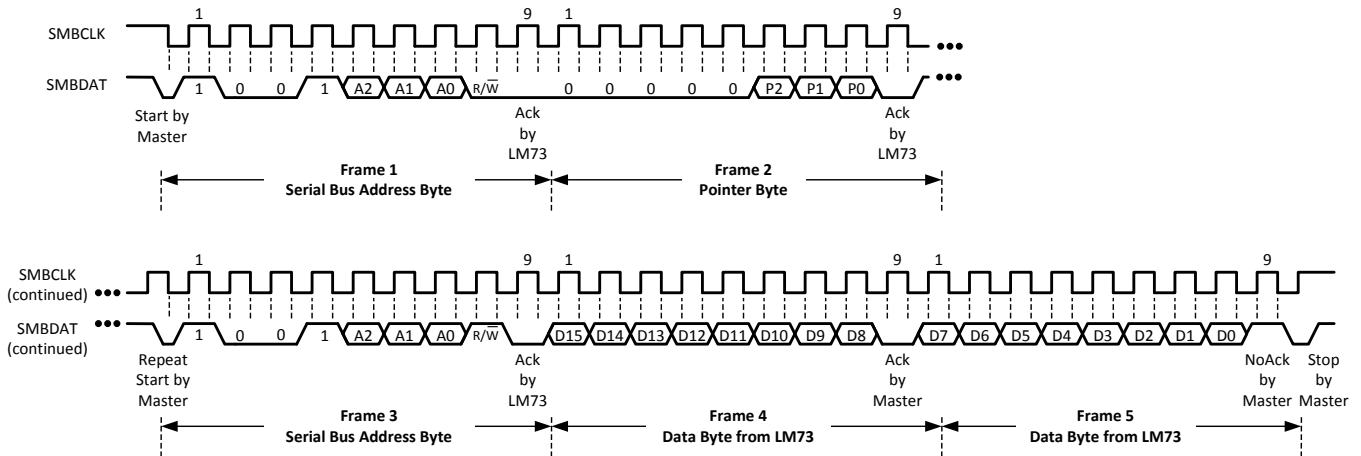 1 9 1 9
SMBCLK
SMBDAT
1 0 0 1 A2 A1 A0 R/W̅ 0 0 0 0 0 P2 P1 P0
Start by
Master
Ack
by
LM73
Ack
by
LM73
Frame 1
Serial Bus Address Byte
Frame 2
Pointer Byte
1 9 1 9 1 9
SMBCLK
(continued)
SMBDAT
(continued)
1 0 0 1 A2 A1 A0 R/W̅ D15 D14 D13 D12 D11 D10 D9 D8 D7 D6 D5 D4 D3 D2 D1 D0
Repeat
Start by
Master
Ack
by
LM73
Ack
by
Master
NoAck
by
Master
Stop
by
Master
Frame 3
Serial Bus Address Byte
Frame 4
Data Byte from LM73
Frame 5
Data Byte from LM73